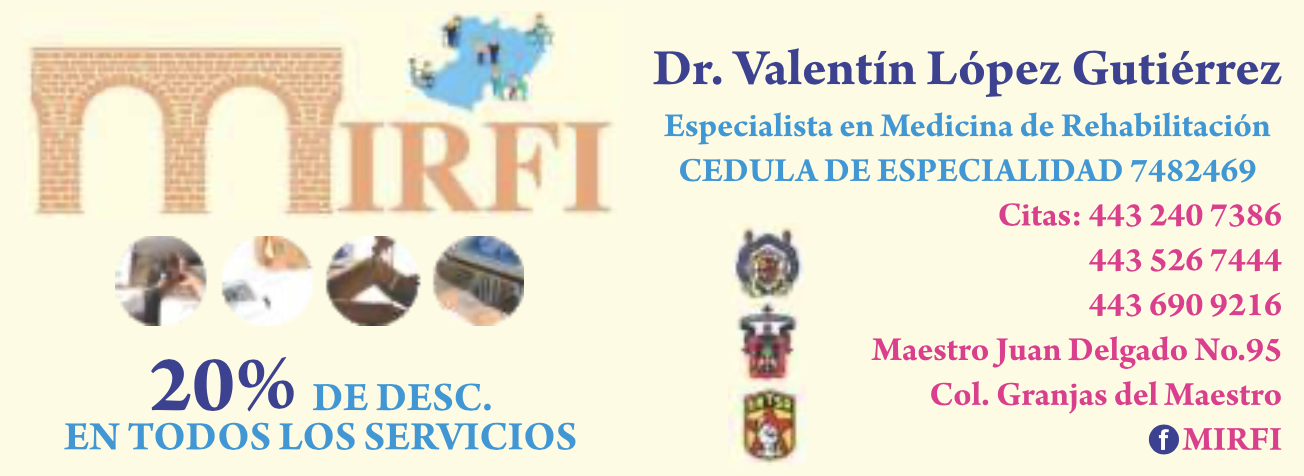 MIRFI
20% DE DESC.
EN TODOS LOS SERVICIOS
Dr. Valentín López Gutiérrez
Especialista en Medicina de Rehabilitación
CEDULA DE ESPECIALIDAD 7482469
Citas: 443 240 7386
443 526 7444
443 690 9216
Maestro Juan Delgado No.95
Col. Granjas del Maestro
f MIRFI